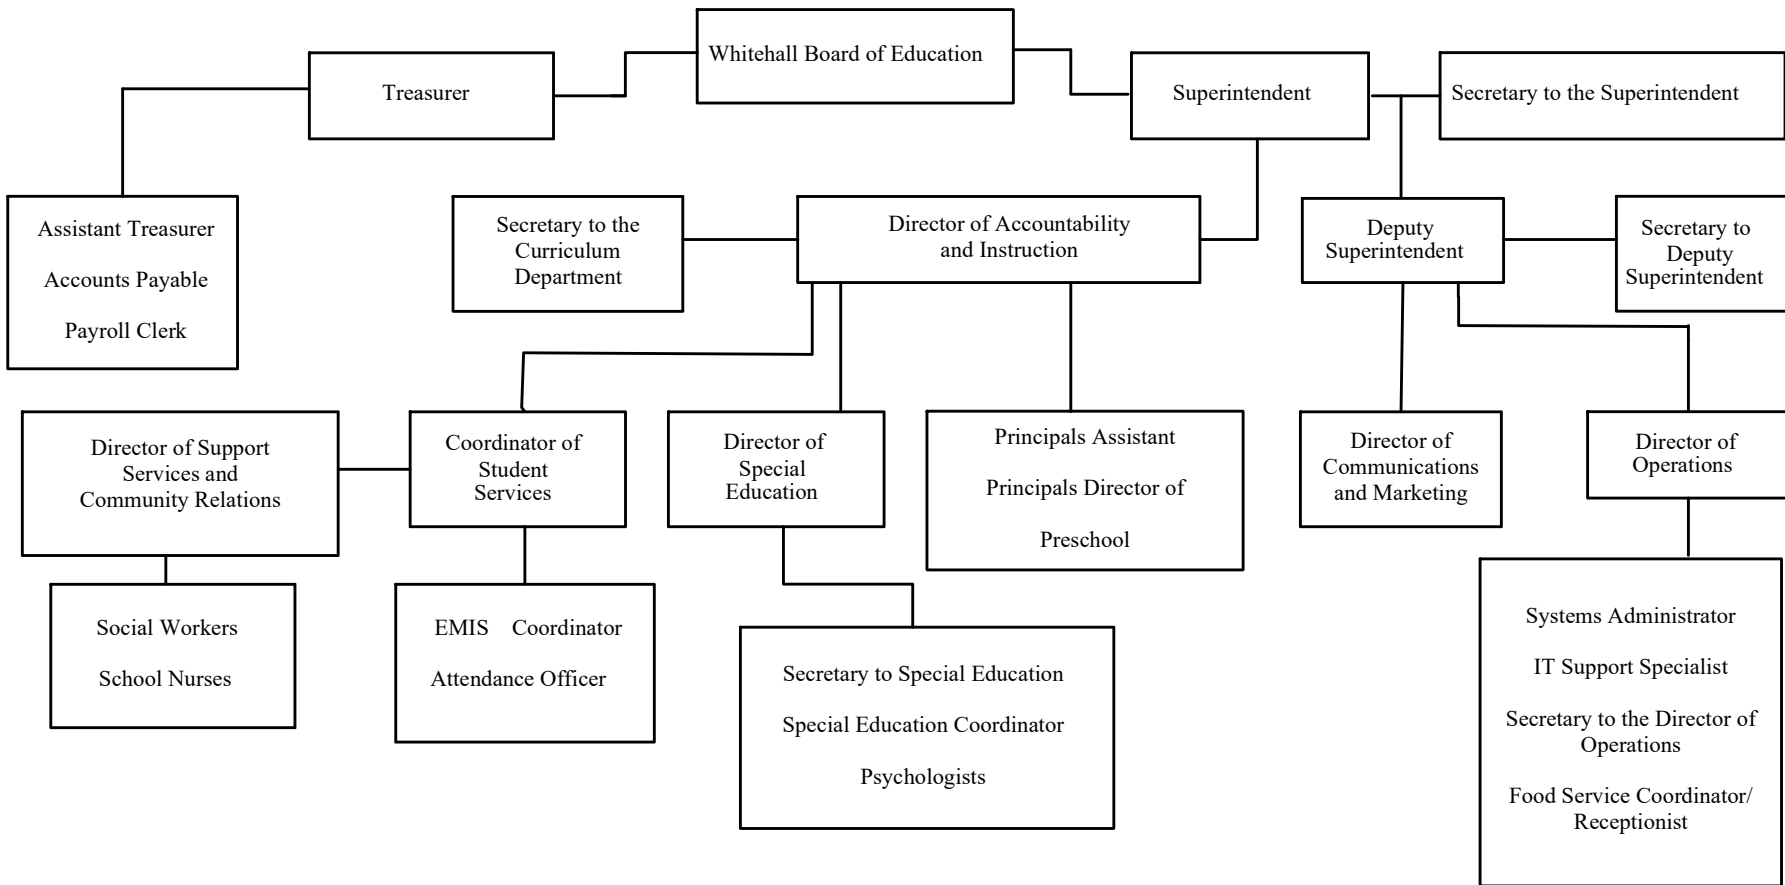 Whitehall Board of Education
Treasurer
Superintendent
Secretary to the Superintendent
Assistant Treasurer
Accounts Payable
Payroll Clerk
Secretary to the
Curriculum
Department
Director of Accountability
and Instruction
Deputy
Superintendent
Secretary to
Deputy
Superintendent
Director of Support
Services and
Community Relations
Coordinator of
Student
Services
Director of
Special
Education
Principals Assistant
Principals Director of
Preschool
Director of
Communications
and Marketing
Director of
Operations
Social Workers
School Nurses
EMIS Coordinator
Attendance Officer
Secretary to Special Education
Special Education Coordinator
Psychologists
Systems Administrator
IT Support Specialist
Secretary to the Director of
Operations
Food Service Coordinator/
Receptionist